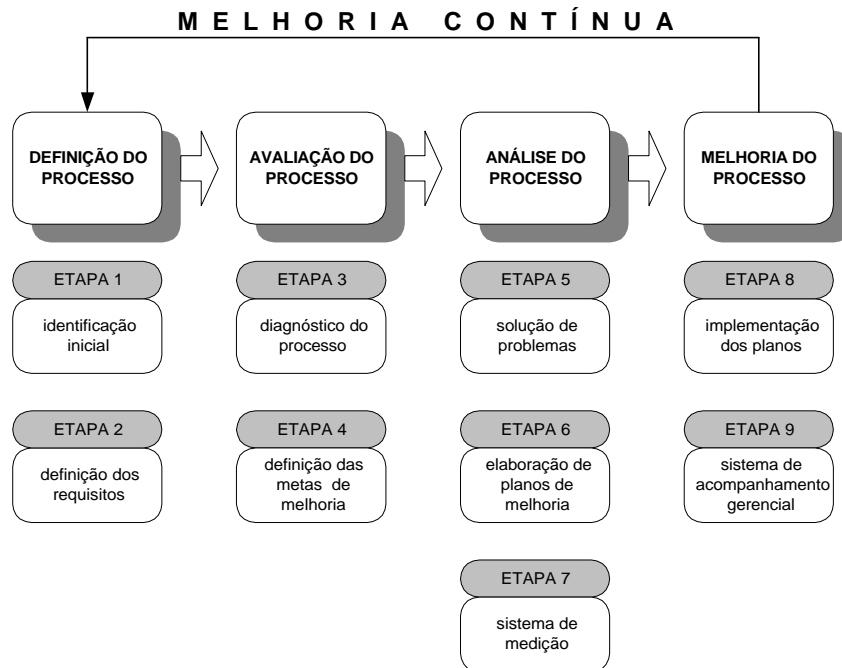 MELHORIA CONTÍNUA
DEFINIÇÃO DO
PROCESSO
AVALIAÇÃO DO
PROCESSO
ANÁLISE DO
PROCESSO
MELHORIA DO
PROCESSO
ETAPA 1
identificação
inicial
ETAPA 3
diagnóstico do
processo
ETAPA 5
solução de
problemas
ETAPA 8
implementação
dos planos
ETAPA 2
definição dos
requisitos
ETAPA 4
definição das
metas de
melhoria
ETAPA 6
elaboração de
planos de
melhoria
ETAPA 9
sistema de
acompanhamento
gerencial
ETAPA 7
sistema de
medição